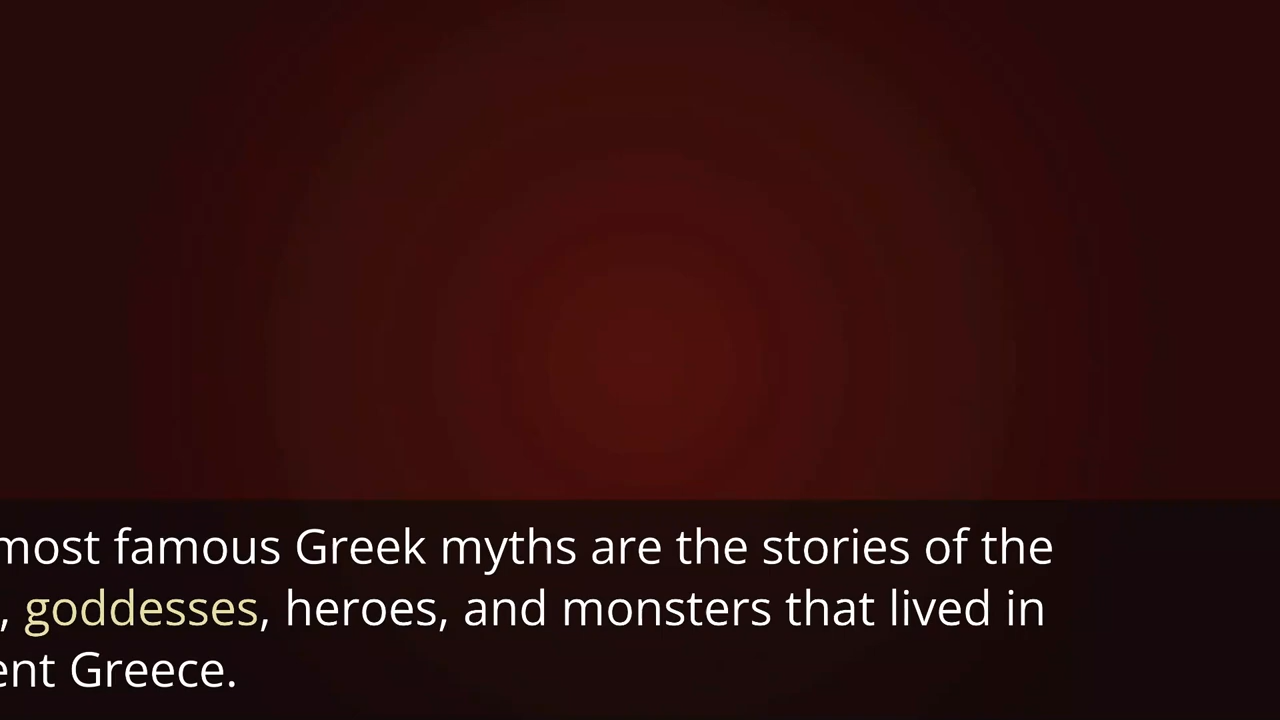 most famous Greek myths are the stories of the
, goddesses, heroes, and monsters that lived in
ent Greece.